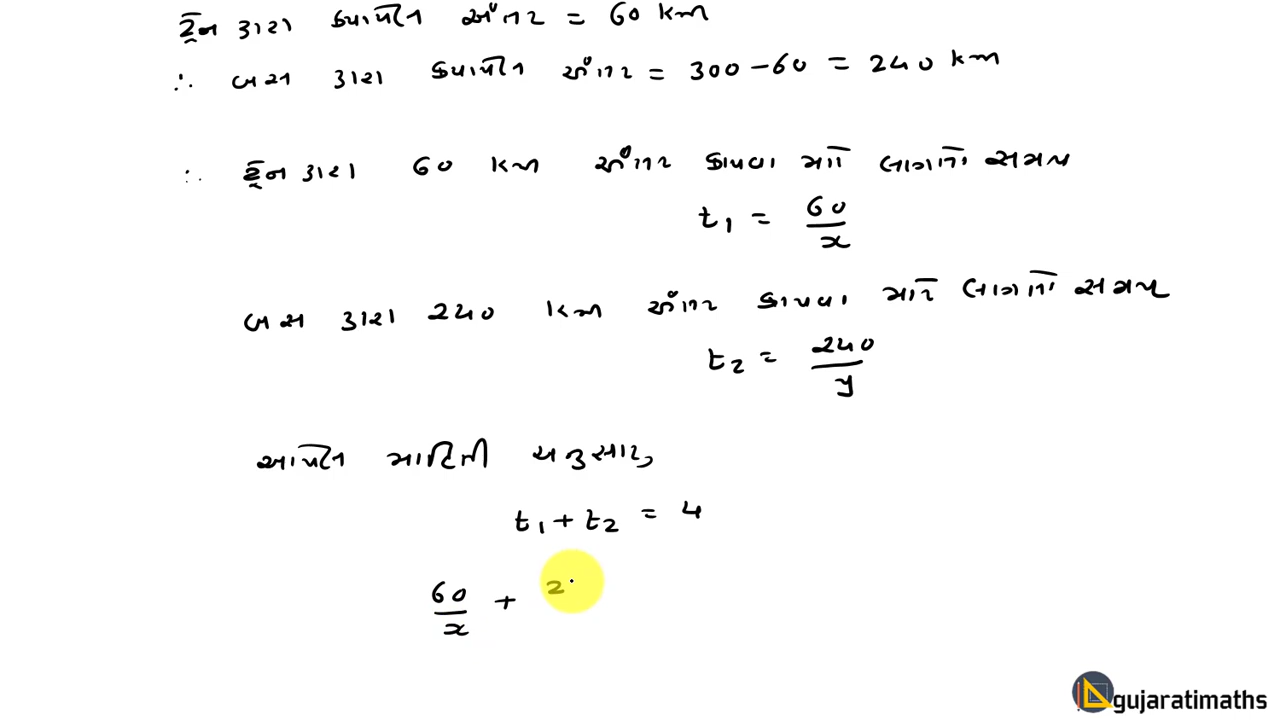 ટ્રેન દ્વારા કપાયેલ અંતર = 60 km
∴ બસ દ્વારા કપાયેલ અંતર = 300 - 60 = 240 km
∴ ટ્રેન દ્વારા 60 km અંતર કાપવા માટે લાગતો સમય
t₁ = 60/x
બસ દ્વારા 240 km અંતર કાપવા માટે લાગતો સમય
t₂ = 240/y
આપેલ માહિતી અનુસાર,
t₁ + t₂ = 4
60/x + 2
gujaratimaths